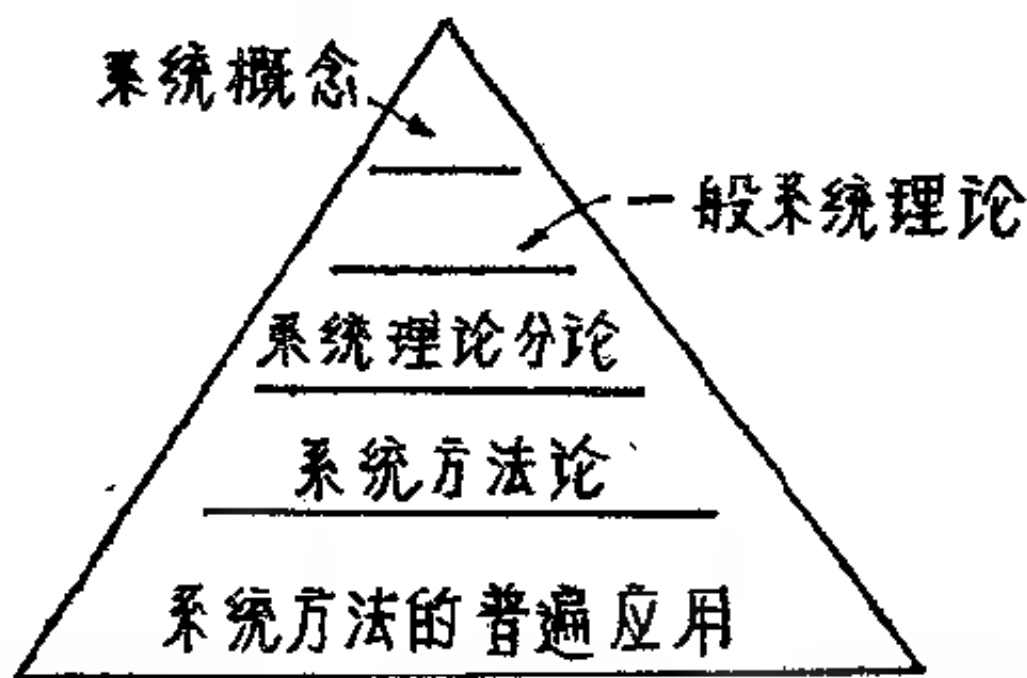 系统概念
一般系统理论
系统理论分论
系统方法论
系统方法的普遍应用